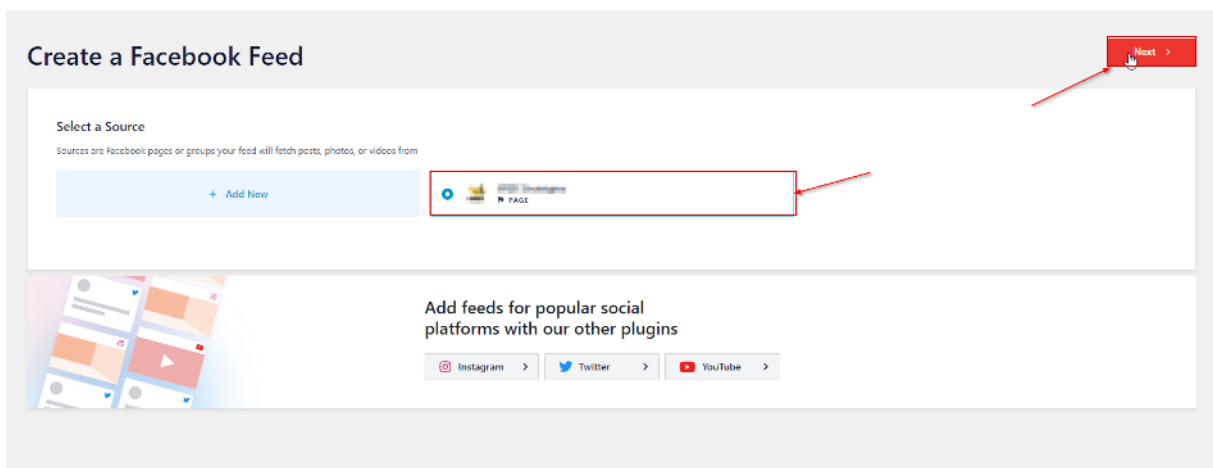 Create a Facebook Feed
Next
Select a Source
Sources are Facebook pages or groups your feed will fetch posts, photos, or videos from
+ Add New
PAGE
Add feeds for popular social
platforms with our other plugins
Instagram
Twitter
YouTube